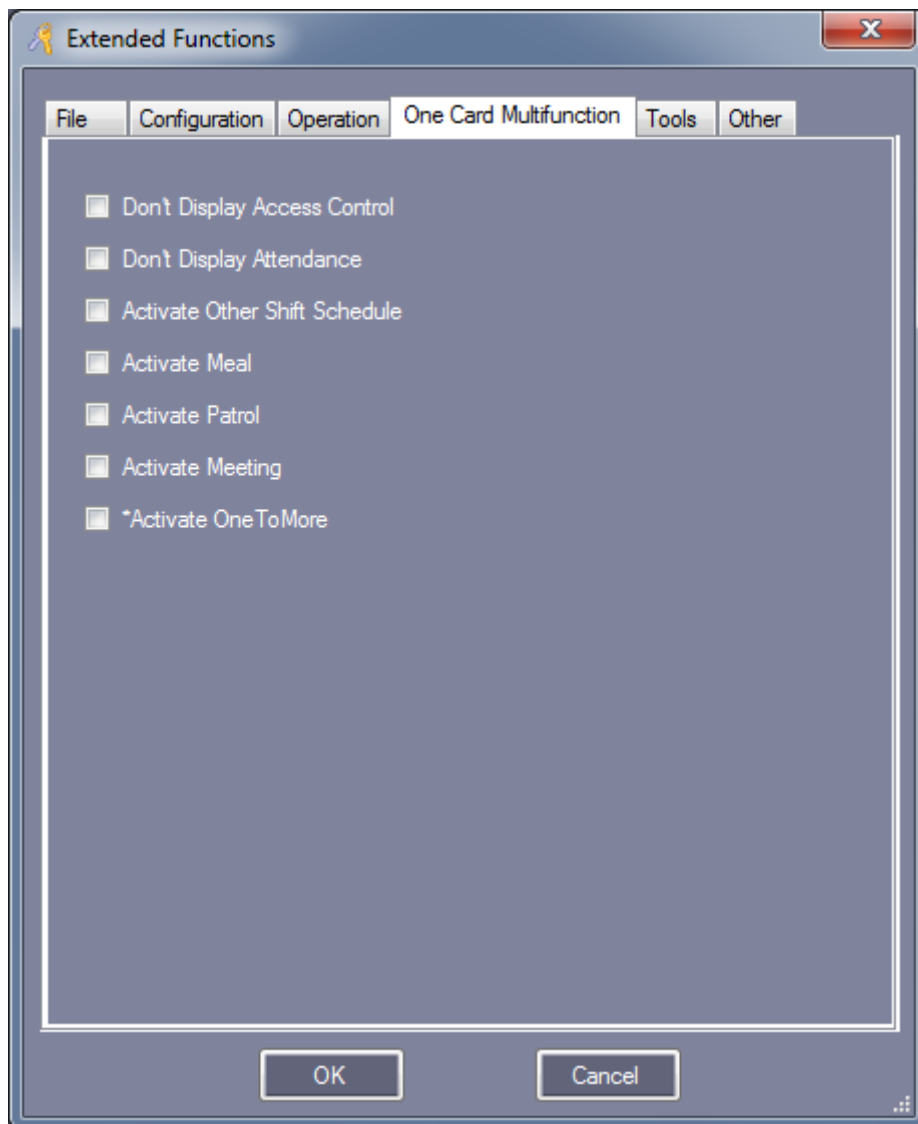 Extended Functions
File Configuration Operation One Card Multifunction Tools Other
Don't Display Access Control
Don't Display Attendance
Activate Other Shift Schedule
Activate Meal
Activate Patrol
Activate Meeting
*Activate OneToMore
OK Cancel